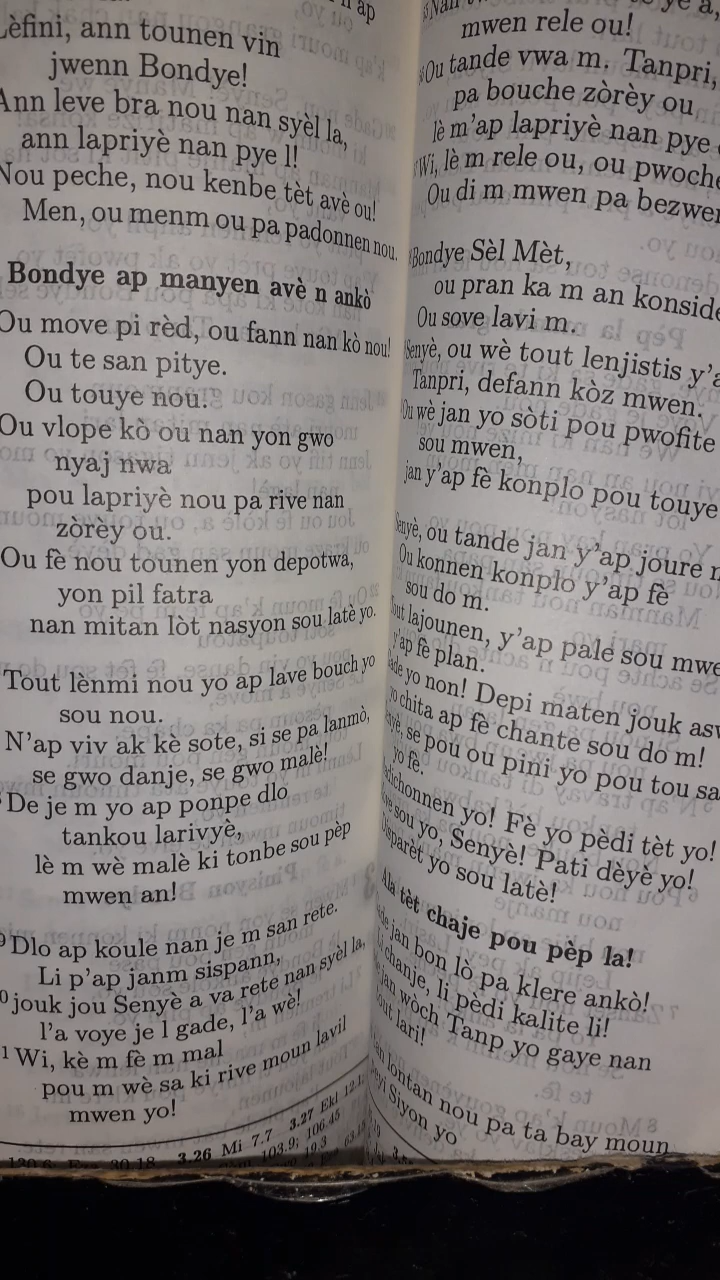 ap
Lèfini, ann tounen vin
jwenn Bondye!
Ann leve bra nou nan syèl la,
ann lapriyè nan pye l!
Nou peche, nou kenbe tèt avè ou!
Men, ou menm ou pa padonnen nou.
Bondye ap manyen avè n ankò
Ou move pi rèd, ou fann nan kò nou!
Ou te san pitye.
Ou touye nou.
Ou vlope kò ou nan yon gwo
nyaj nwa
pou lapriyè nou pa rive nan
zòrèy ou.
Ou fè nou tounen yon depotwa,
yon pil fatra
nan mitan lòt nasyon sou latè yo.
Tout lènmi nou yo ap lave bouch yo
sou nou.
N'ap viv ak kè sote, si se pa lanmò,
se gwo danje, se gwo malè!
De je m yo ap ponpe dlo
tankou larivyè,
lè m wè malè ki tonbe sou pèp
mwen an!
Dlo ap koule nan je m san rete.
Li p'ap janm sispann,
jouk jou Senyè a va rete nan syèl la,
l'a voye je l gade, l'a wè!
Wi, kè m fè m mal
pou m wè sa ki rive moun lavil
mwen yo!
3.26 Mi 7.7 3.27 Ekl
103.9; 106.45
mwen rele ou!
Ou tande vwa m. Tanpri,
pa bouche zòrèy ou
lè m'ap lapriyè nan pye
Wi, lè m rele ou, ou pwoche
Ou di m mwen pa bezwen
Bondye Sèl Mèt,
ou pran ka m an konside
Ou sove lavi m.
Senyè, ou wè tout lenjistis y'a
Tanpri, defann kòz mwen.
Ou wè jan yo sòti pou pwofite
sou mwen,
jan y'ap fè konplo pou touye
Senyè, ou tande jan y'ap joure
Ou konnen konplo y'ap fè
sou do m.
lajounen, y'ap pale sou mwe
y'ap fè plan.
yo non! Depi maten jouk asw
yo chita ap fè chante sou do m!
se pou ou pini yo pou tou sa
yo fè.
yo! Fè yo pèdi tèt yo!
sou yo, Senyè! Pati dèyè yo!
Disparèt yo sou latè!
Ala tèt chaje pou pèp la!
jan bon lò pa klere ankò!
chanje, li pèdi kalite li!
jan wòch Tanp yo gaye nan
lari!
lontan nou pa ta bay moun
Siyon yo